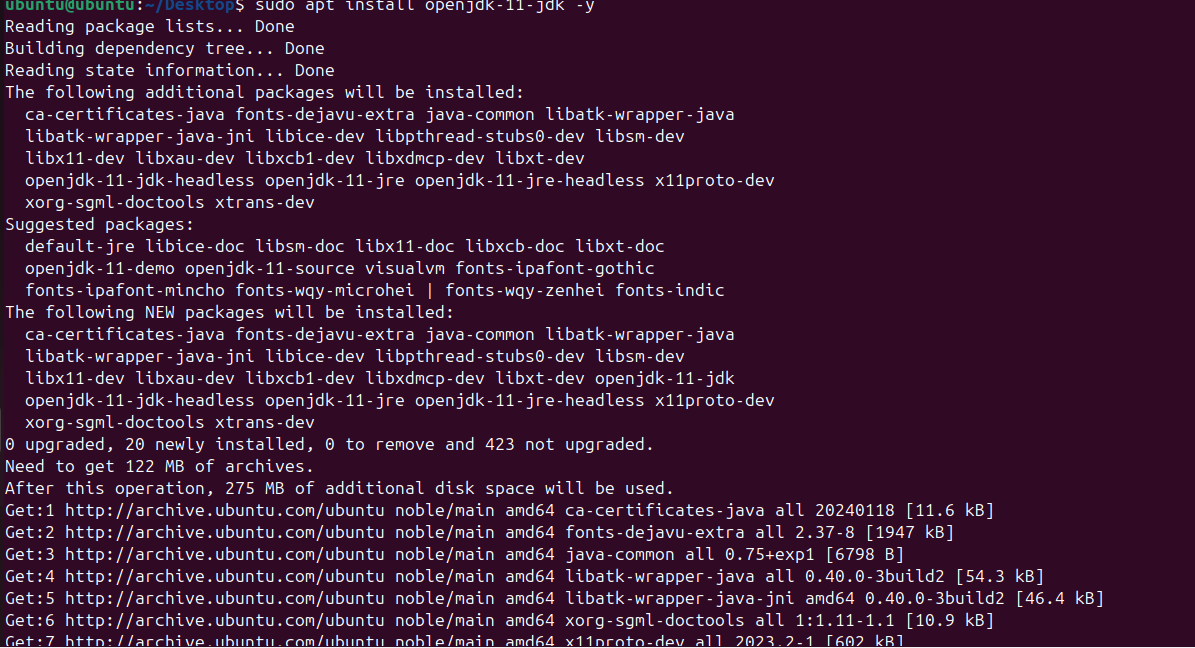 ubuntu@ubuntu:~/Desktop$ sudo apt install openjdk-11-jdk -y
Reading package lists... Done
Building dependency tree... Done
Reading state information... Done
The following additional packages will be installed:
  ca-certificates-java fonts-dejavu-extra java-common libatk-wrapper-java
  libatk-wrapper-java-jni libice-dev libpthread-stubs0-dev libsm-dev
  libx11-dev libxau-dev libxcb1-dev libxdmcp-dev libxt-dev
  openjdk-11-jdk-headless openjdk-11-jre openjdk-11-jre-headless x11proto-dev
  xorg-sgml-doctools xtrans-dev
Suggested packages:
  default-jre libice-doc libsm-doc libx11-doc libxcb-doc libxt-doc
  openjdk-11-demo openjdk-11-source visualvm fonts-ipafont-gothic
  fonts-ipafont-mincho fonts-wqy-microhei | fonts-wqy-zenhei fonts-indic
The following NEW packages will be installed:
  ca-certificates-java fonts-dejavu-extra java-common libatk-wrapper-java
  libatk-wrapper-java-jni libice-dev libpthread-stubs0-dev libsm-dev
  libx11-dev libxau-dev libxcb1-dev libxdmcp-dev libxt-dev openjdk-11-jdk
  openjdk-11-jdk-headless openjdk-11-jre openjdk-11-jre-headless x11proto-dev
  xorg-sgml-doctools xtrans-dev
0 upgraded, 20 newly installed, 0 to remove and 423 not upgraded.
Need to get 122 MB of archives.
After this operation, 275 MB of additional disk space will be used.
Get:1 http://archive.ubuntu.com/ubuntu noble/main amd64 ca-certificates-java all 20240118 [11.6 kB]
Get:2 http://archive.ubuntu.com/ubuntu noble/main amd64 fonts-dejavu-extra all 2.37-8 [1947 kB]
Get:3 http://archive.ubuntu.com/ubuntu noble/main amd64 java-common all 0.75+exp1 [6798 B]
Get:4 http://archive.ubuntu.com/ubuntu noble/main amd64 libatk-wrapper-java all 0.40.0-3build2 [54.3 kB]
Get:5 http://archive.ubuntu.com/ubuntu noble/main amd64 libatk-wrapper-java-jni amd64 0.40.0-3build2 [46.4 kB]
Get:6 http://archive.ubuntu.com/ubuntu noble/main amd64 xorg-sgml-doctools all 1:1.11-1.1 [10.9 kB]
Get:7 http://archive.ubuntu.com/ubuntu noble/main amd64 x11proto-dev all 2023.2-1 [602 kB]